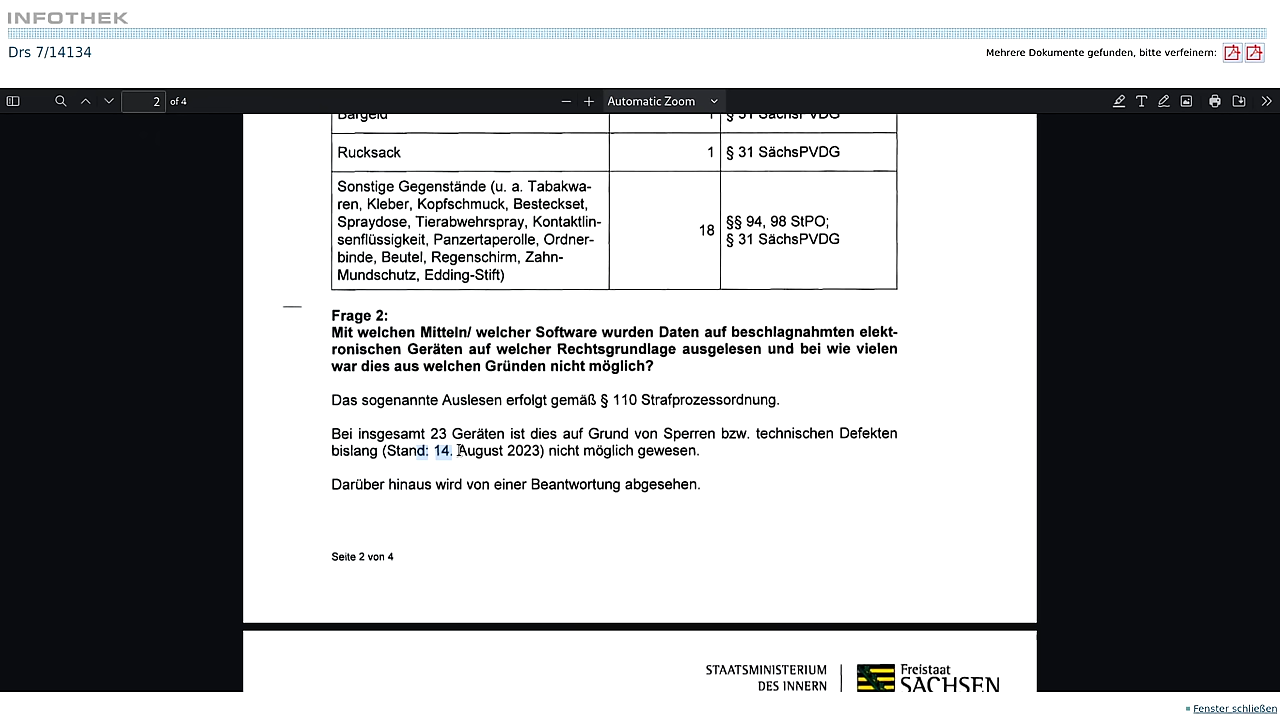 INFOTHEK
Drs 7/14134
Mehrere Dokumente gefunden, bitte verfeinern:
2 of 4
Automatic Zoom
Bargeld 1 § 31 SächsPVDG
Rucksack 1 § 31 SächsPVDG
Sonstige Gegenstände (u. a. Tabakwa-
ren, Kleber, Kopfschmuck, Besteckset,
Spraydose, Tierabwehrspray, Kontaktlin-
senflüssigkeit, Panzertaperolle, Ordner-
binde, Beutel, Regenschirm, Zahn-
Mundschutz, Edding-Stift)
18
§§ 94, 98 StPO;
§ 31 SächsPVDG
Frage 2:
Mit welchen Mitteln/ welcher Software wurden Daten auf beschlagnahmten elekt-
ronischen Geräten auf welcher Rechtsgrundlage ausgelesen und bei wie vielen
war dies aus welchen Gründen nicht möglich?
Das sogenannte Auslesen erfolgt gemäß § 110 Strafprozessordnung.
Bei insgesamt 23 Geräten ist dies auf Grund von Sperren bzw. technischen Defekten
bislang (Stand: 14. August 2023) nicht möglich gewesen.
Darüber hinaus wird von einer Beantwortung abgesehen.
Seite 2 von 4
STAATSMINISTERIUM
DES INNERN
Freistaat
SACHSEN
Fenster schließen